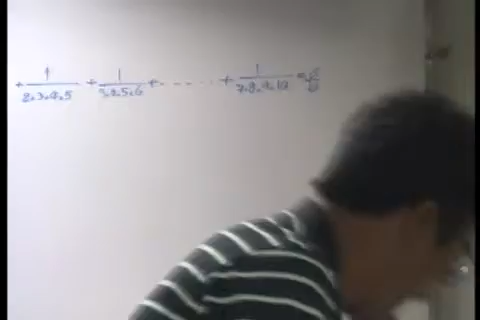 + 1/2.3.4.5 + 1/3.4.5.6 + ..... + 1/7.8.9.10 =